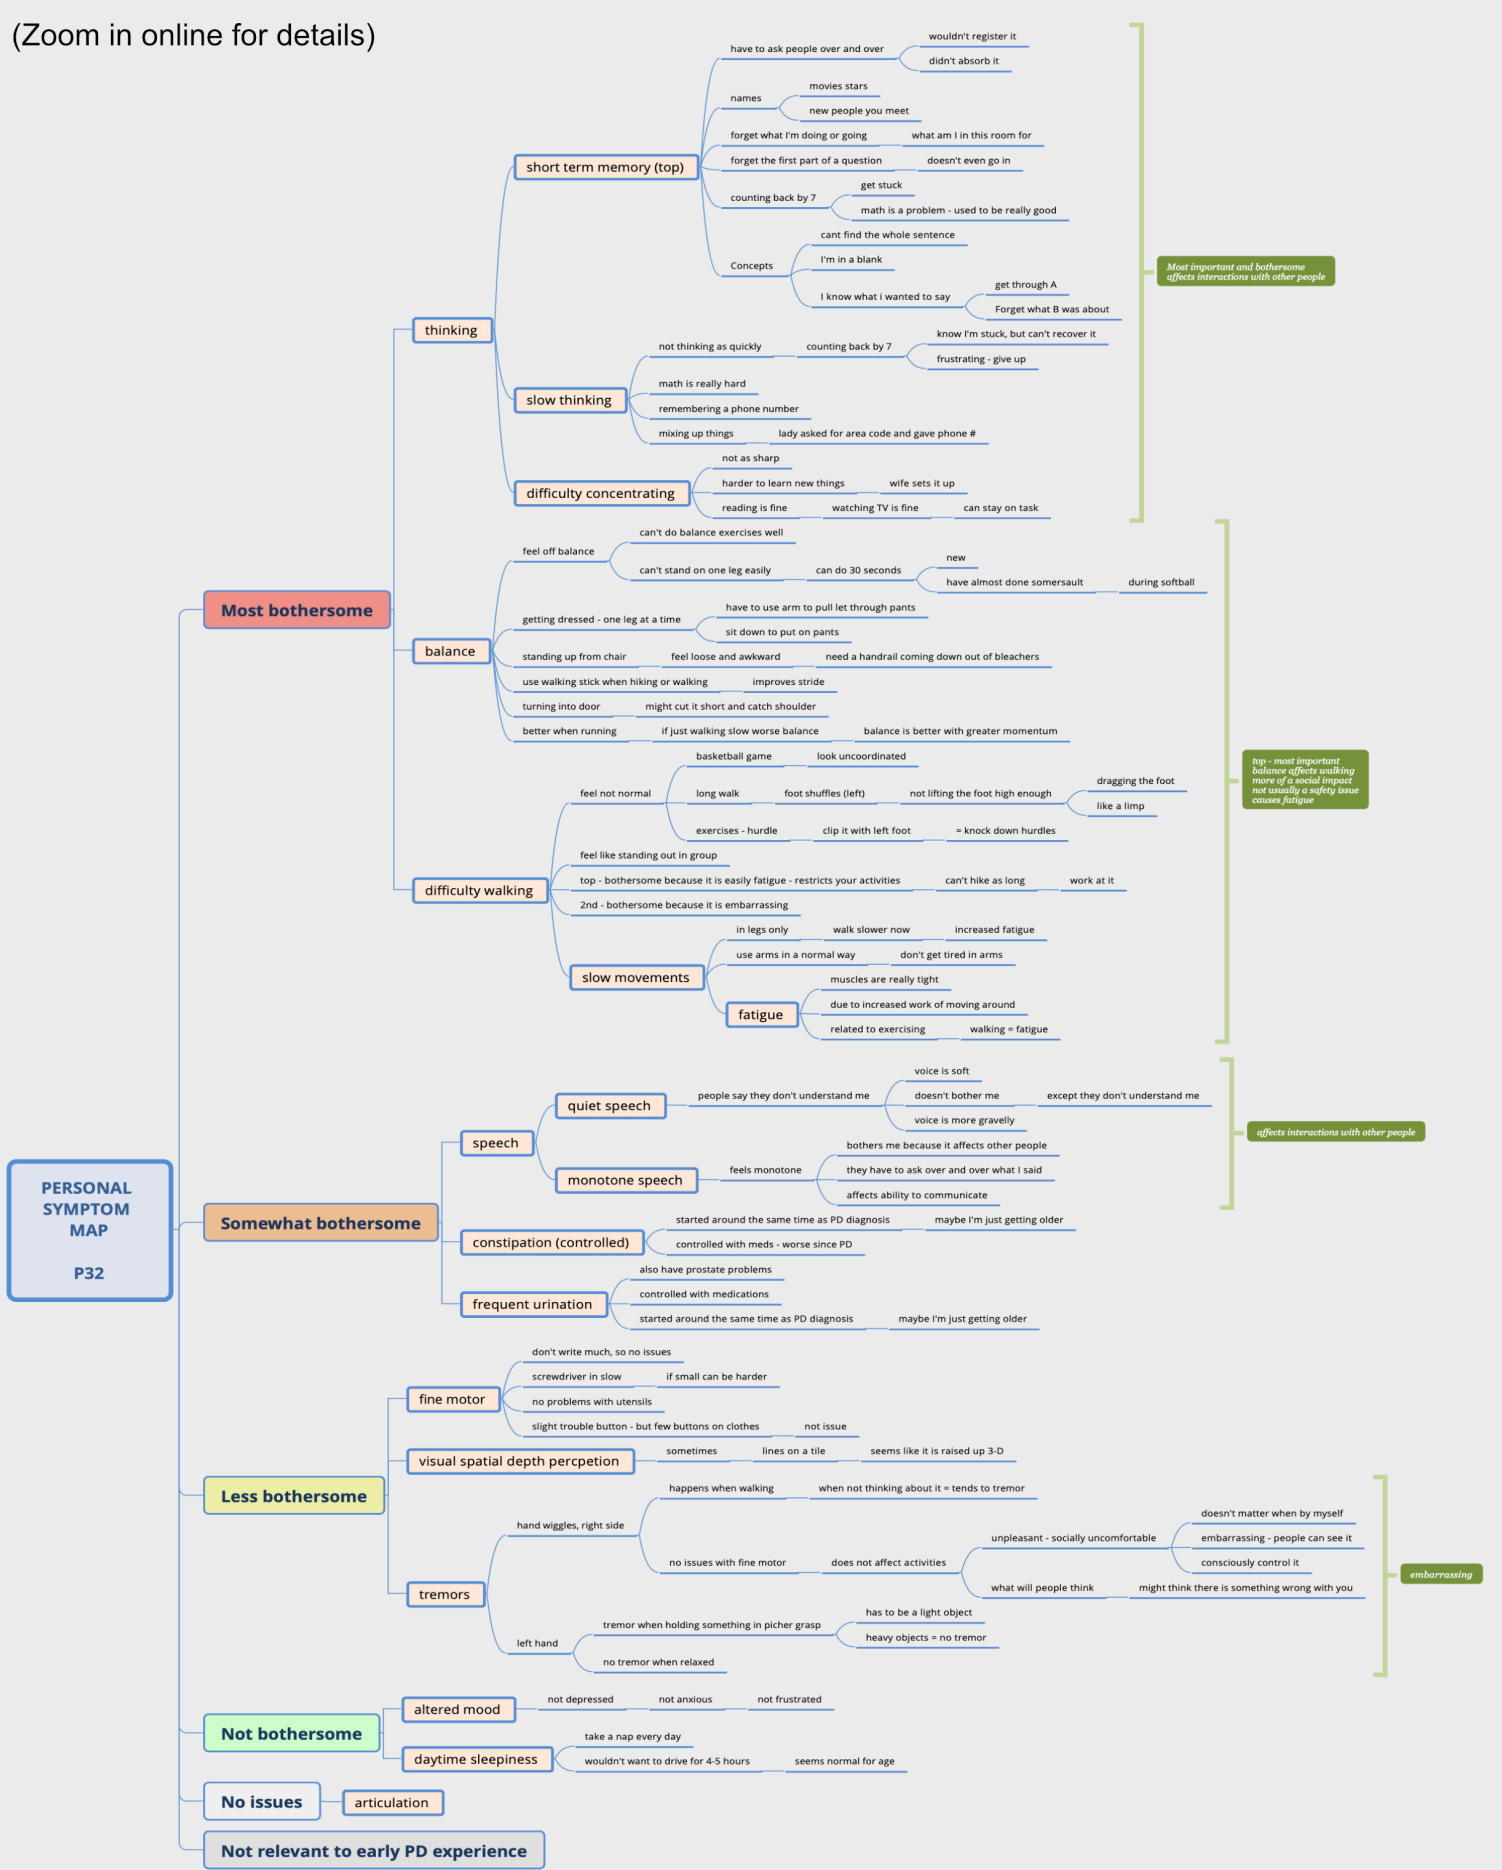 (Zoom in online for details)
have to ask people over and over
wouldn't register it
didn't absorb it
names
movies stars
new people you meet
forget what I'm doing or going
what am I in this room for
short term memory (top)
forget the first part of a question
doesn't even go in
counting back by 7
get stuck
math is a problem - used to be really good
Concepts
cant find the whole sentence
I'm in a blank
I know what i wanted to say
get through A
Forget what B was about
Most important and bothersome
affects interactions with other people
thinking
slow thinking
not thinking as quickly
counting back by 7
know I'm stuck, but can't recover it
frustrating - give up
math is really hard
remembering a phone number
mixing up things
lady asked for area code and gave phone #
difficulty concentrating
not as sharp
harder to learn new things
wife sets it up
reading is fine
watching TV is fine
can stay on task
Most bothersome
balance
feel off balance
can't do balance exercises well
can't stand on one leg easily
can do 30 seconds
new
have almost done somersault
during softball
getting dressed - one leg at a time
have to use arm to pull let through pants
sit down to put on pants
standing up from chair
feel loose and awkward
need a handrail coming down out of bleachers
use walking stick when hiking or walking
improves stride
turning into door
might cut it short and catch shoulder
better when running
if just walking slow worse balance
balance is better with greater momentum
top - most important
balance affects walking
more of a social impact
not usually a safety issue
causes fatigue
difficulty walking
feel not normal
basketball game
look uncoordinated
long walk
foot shuffles (left)
not lifting the foot high enough
dragging the foot
like a limp
exercises - hurdle
clip it with left foot
= knock down hurdles
feel like standing out in group
top - bothersome because it is easily fatigue - restricts your activities
can't hike as long
work at it
2nd - bothersome because it is embarrassing
slow movements
in legs only
walk slower now
increased fatigue
use arms in a normal way
don't get tired in arms
fatigue
muscles are really tight
due to increased work of moving around
related to exercising
walking = fatigue
PERSONAL
SYMPTOM
MAP
P32
Somewhat bothersome
speech
quiet speech
people say they don't understand me
voice is soft
doesn't bother me
except they don't understand me
voice is more gravelly
monotone speech
feels monotone
bothers me because it affects other people
they have to ask over and over what I said
affects ability to communicate
affects interactions with other people
constipation (controlled)
started around the same time as PD diagnosis
maybe I'm just getting older
controlled with meds - worse since PD
frequent urination
also have prostate problems
controlled with medications
started around the same time as PD diagnosis
maybe I'm just getting older
Less bothersome
fine motor
don't write much, so no issues
screwdriver in slow
if small can be harder
no problems with utensils
slight trouble button - but few buttons on clothes
not issue
visual spatial depth percpetion
sometimes
lines on a tile
seems like it is raised up 3-D
tremors
hand wiggles, right side
happens when walking
when not thinking about it = tends to tremor
no issues with fine motor
does not affect activities
unpleasant - socially uncomfortable
doesn't matter when by myself
embarrassing - people can see it
consciously control it
what will people think
might think there is something wrong with you
left hand
tremor when holding something in picher grasp
has to be a light object
heavy objects = no tremor
no tremor when relaxed
embarrassing
Not bothersome
altered mood
not depressed
not anxious
not frustrated
daytime sleepiness
take a nap every day
wouldn't want to drive for 4-5 hours
seems normal for age
No issues
articulation
Not relevant to early PD experience